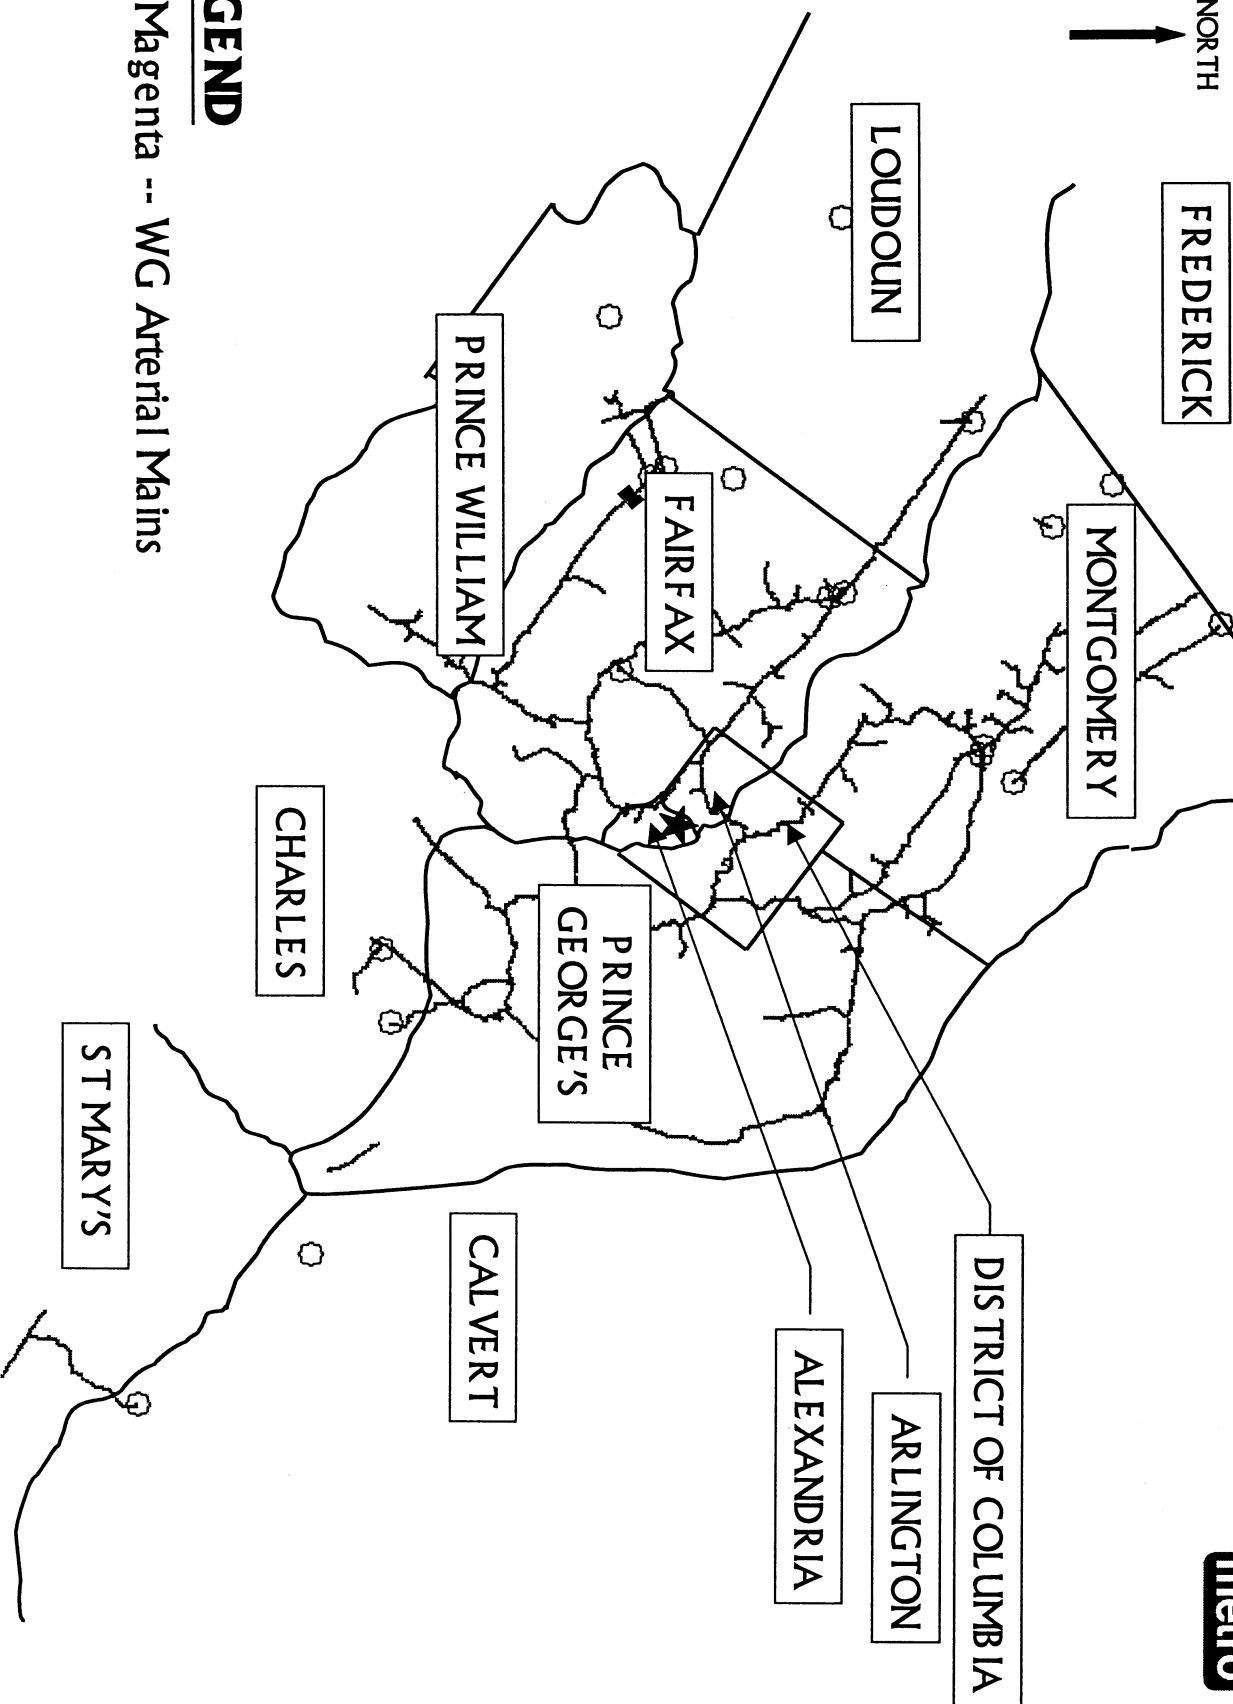 NORTH
metro
FREDERICK
LOUDOUN
MONTGOMERY
DISTRICT OF COLUMBIA
ARLINGTON
ALEXANDRIA
FAIRFAX
PRINCE
GEORGE'S
PRINCE WILLIAM
CALVERT
CHARLES
ST MARY'S
GEND
Magenta -- WG Arterial Mains